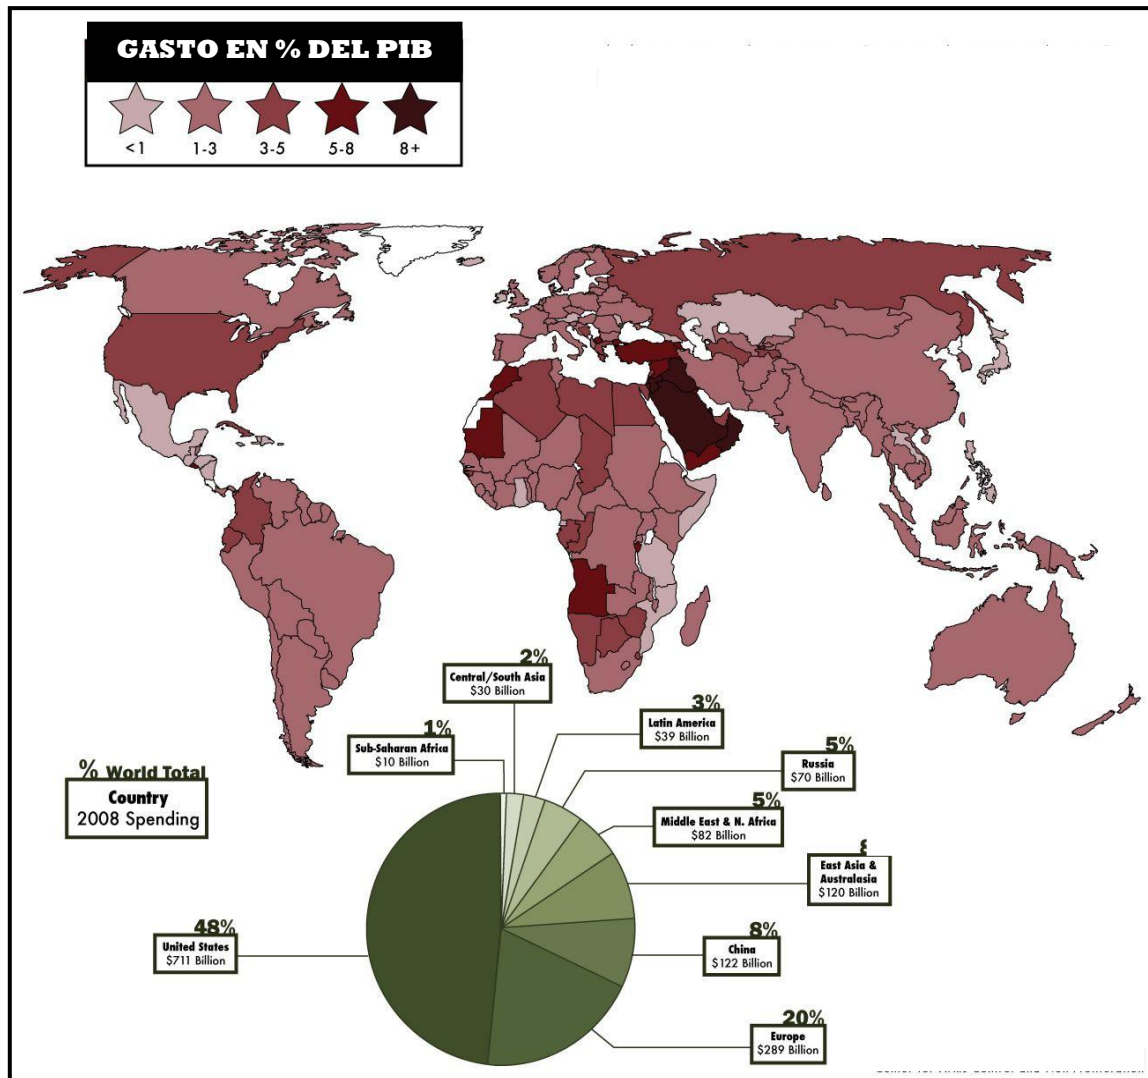 GASTO EN % DEL PIB
<1 1-3 3-5 5-8 8+
2%
Central/South Asia
$30 Billion
3%
Latin America
$39 Billion
1%
Sub-Saharan Africa
$10 Billion
5%
Russia
$70 Billion
% World Total
Country
2008 Spending
5%
Middle East & N. Africa
$82 Billion
East Asia &
Australasia
$120 Billion
48%
United States
$711 Billion
8%
China
$122 Billion
20%
Europe
$289 Billion